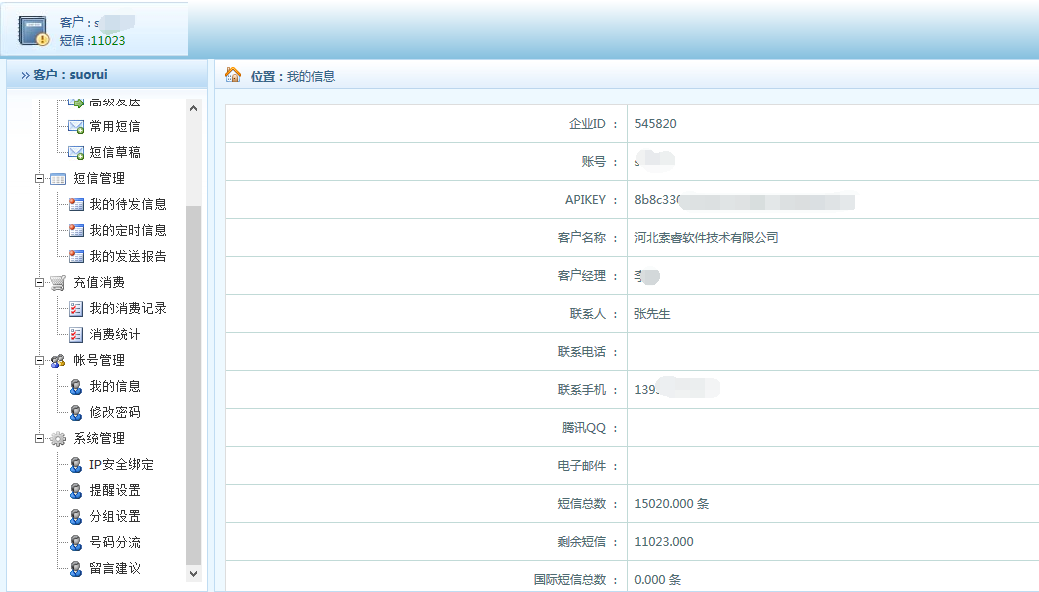 客户 : s
短信 :11023
» 客户：suorui
高级发送
常用短信
短信草稿
短信管理
我的待发信息
我的定时信息
我的发送报告
充值消费
我的消费记录
消费统计
帐号管理
我的信息
修改密码
系统管理
IP安全绑定
提醒设置
分组设置
号码分流
留言建议
位置：我的信息
企业ID ： 545820
账号 ：
APIKEY ： 8b8c330
客户名称 ： 河北索睿软件技术有限公司
客户经理 ： 李
联系人 ： 张先生
联系电话 ：
联系手机 ： 139
腾讯QQ ：
电子邮件 ：
短信总数 ： 15020.000 条
剩余短信 ： 11023.000
国际短信总数 ： 0.000 条